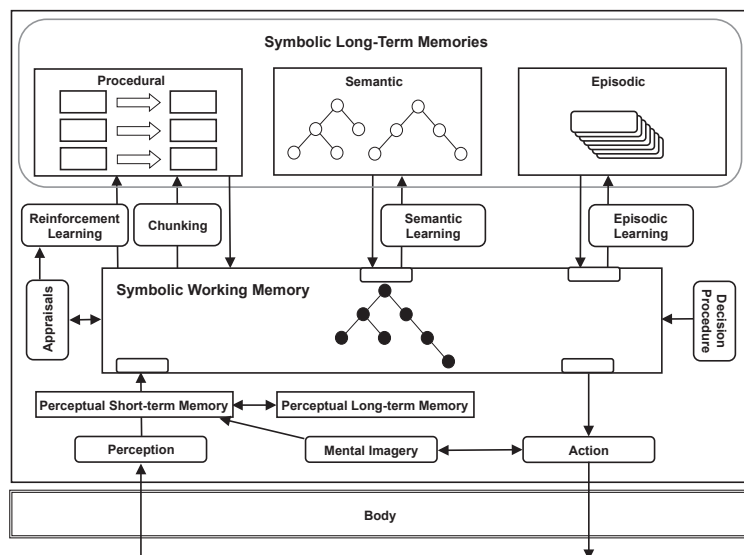 Symbolic Long-Term Memories
Procedural
Semantic
Episodic
Reinforcement
Learning
Chunking
Semantic
Learning
Episodic
Learning
Appraisals
Symbolic Working Memory
Decision
Procedure
Perceptual Short-term Memory
Perceptual Long-term Memory
Perception
Mental Imagery
Action
Body